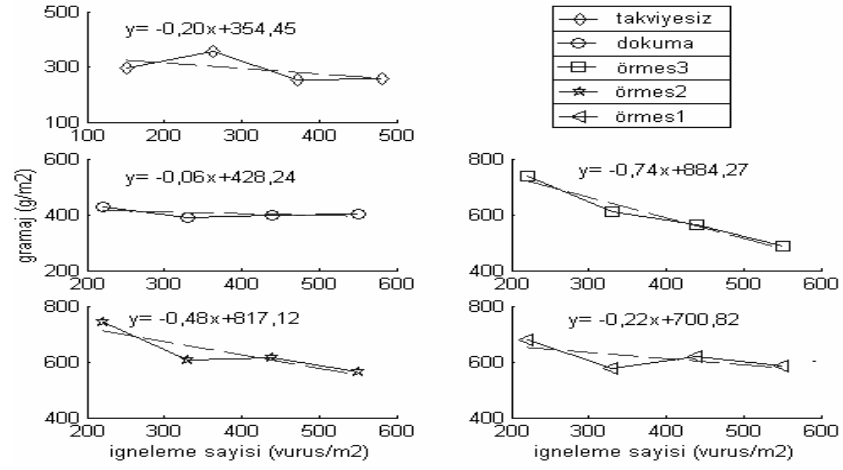 500
300
100
100 200 300 400 500
y= -0,20x+354,45
takviyesiz
dokuma
örmes3
örmes2
örmes1
gramaj (g/m2)
600
400
200
200 300 400 500 600
y= -0,06x+428,24
800
600
400
200 300 400 500 600
y= -0,74x+884,27
800
600
400
200 300 400 500 600
y= -0,48x+817,12
igneleme sayisi (vurus/m2)
800
600
400
200 300 400 500 600
y= -0,22x+700,82
igneleme sayisi (vurus/m2)